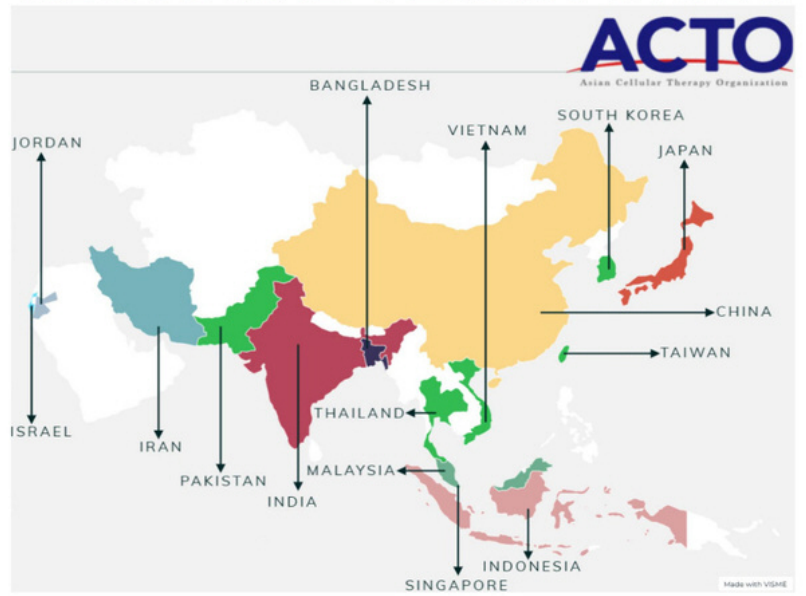 ACTO
Asian Cellular Therapy Organization
BANGLADESH
SOUTH KOREA
VIETNAM
JORDAN
JAPAN
CHINA
TAIWAN
THAILAND
ISRAEL
IRAN
MALAYSIA
PAKISTAN
INDIA
INDONESIA
SINGAPORE
Made with VISME